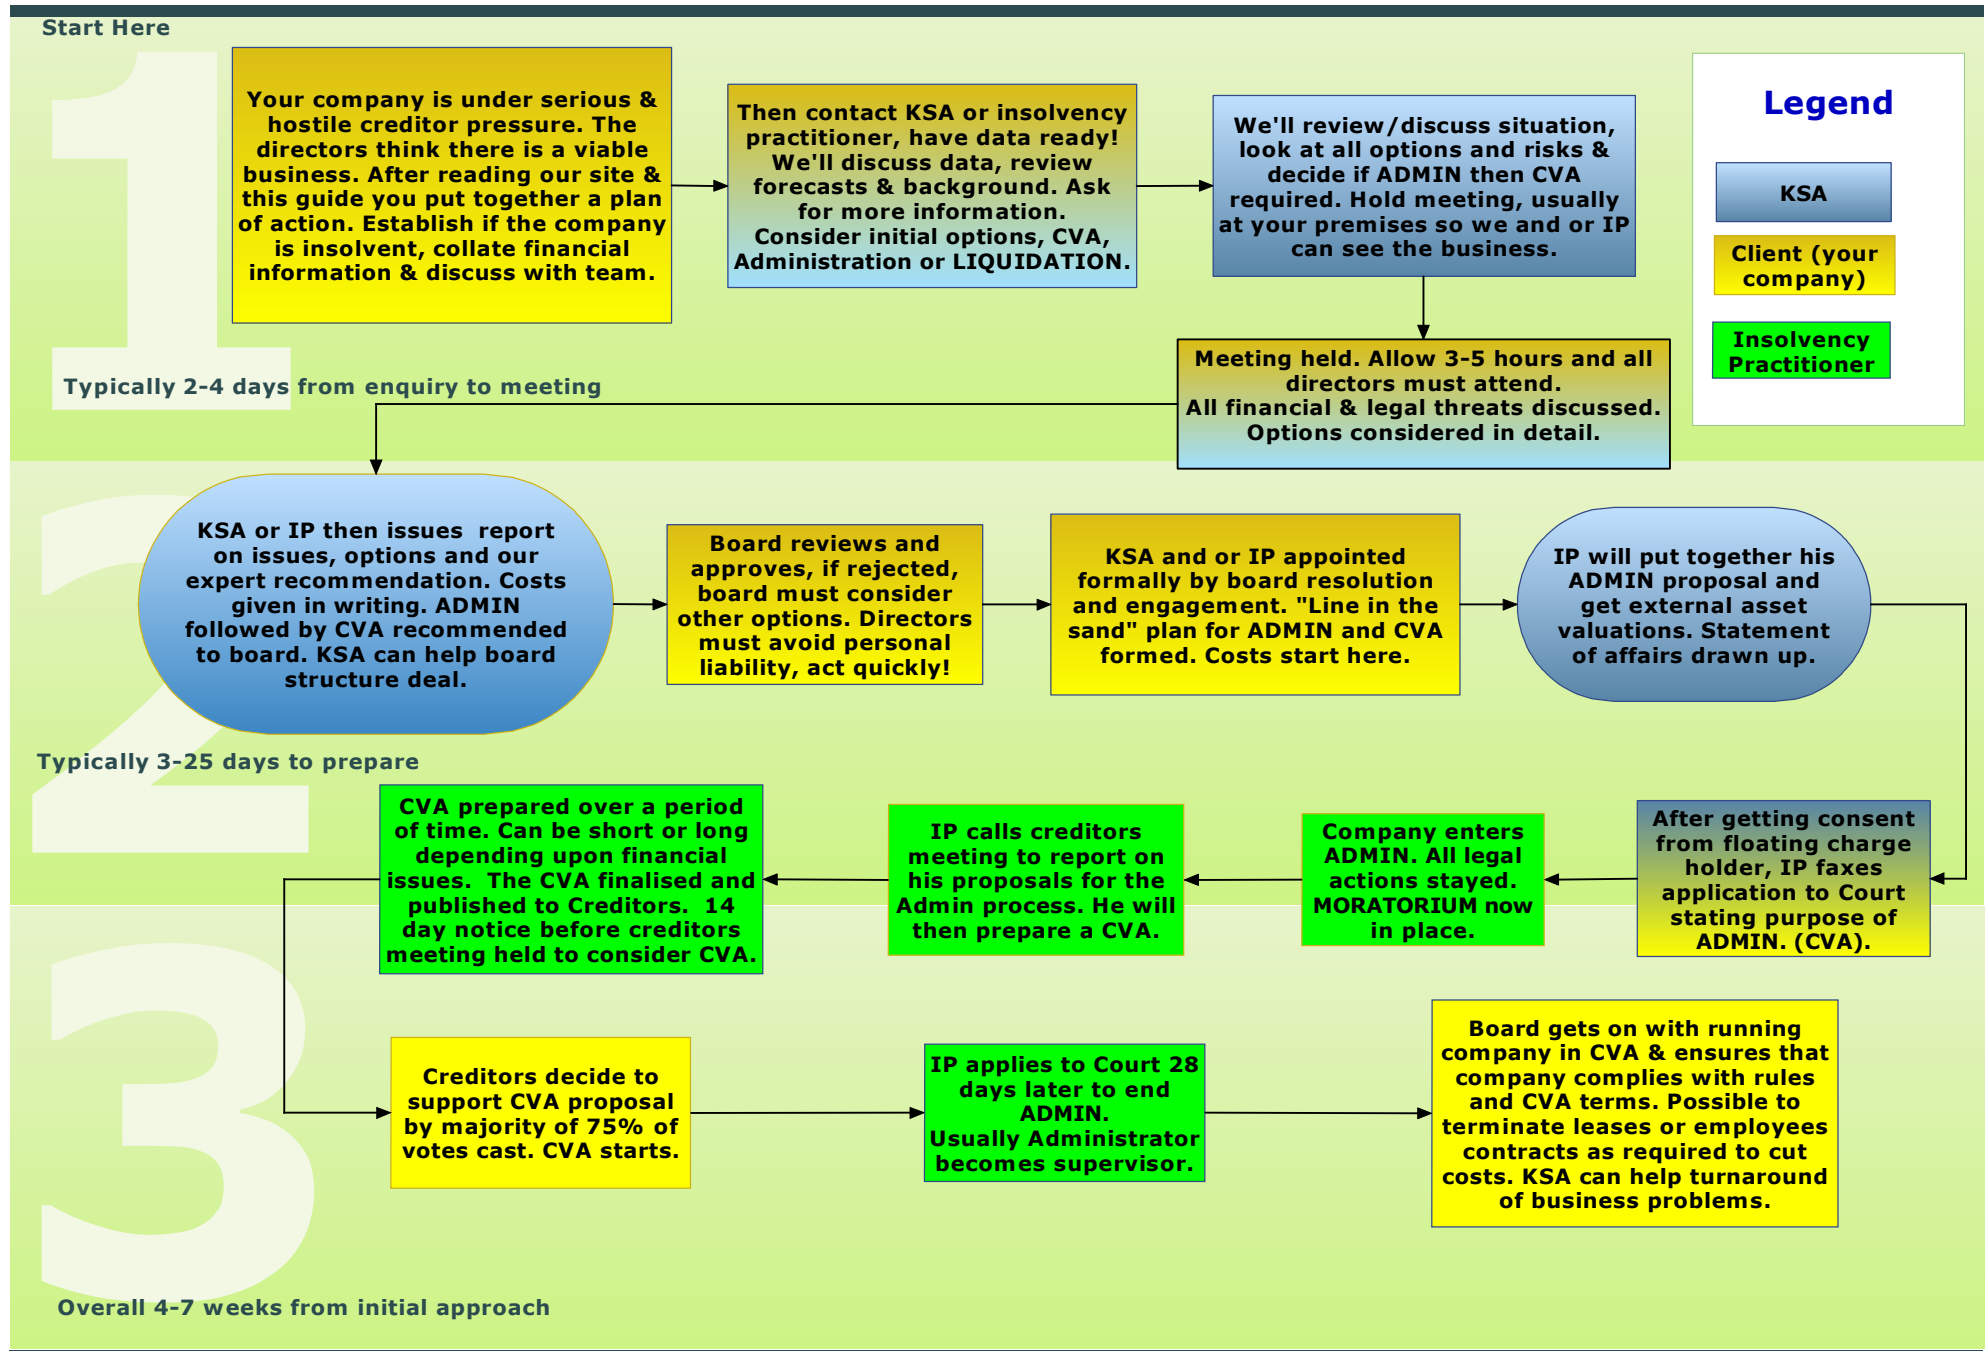 Start Here
1
Your company is under serious &
hostile creditor pressure. The
directors think there is a viable
business. After reading our site &
this guide you put together a plan
of action. Establish if the company
is insolvent, collate financial
information & discuss with team.
Then contact KSA or insolvency
practitioner, have data ready!
We'll discuss data, review
forecasts & background. Ask
for more information.
Consider initial options, CVA,
Administration or LIQUIDATION.
We'll review/discuss situation,
look at all options and risks &
decide if ADMIN then CVA
required. Hold meeting, usually
at your premises so we and or IP
can see the business.
Legend
KSA
Client (your
company)
Insolvency
Practitioner
Meeting held. Allow 3-5 hours and all
directors must attend.
All financial & legal threats discussed.
Options considered in detail.
Typically 2-4 days from enquiry to meeting
2
KSA or IP then issues  report
on issues, options and our
expert recommendation. Costs
given in writing. ADMIN
followed by CVA recommended
to board. KSA can help board
structure deal.
Board reviews and
approves, if rejected,
board must consider
other options. Directors
must avoid personal
liability, act quickly!
KSA and or IP appointed
formally by board resolution
and engagement. "Line in the
sand" plan for ADMIN and CVA
formed. Costs start here.
IP will put together his
ADMIN proposal and
get external asset
valuations. Statement
of affairs drawn up.
Typically 3-25 days to prepare
After getting consent
from floating charge
holder, IP faxes
application to Court
stating purpose of
ADMIN. (CVA).
Company enters
ADMIN. All legal
actions stayed.
MORATORIUM now
in place.
IP calls creditors
meeting to report on
his proposals for the
Admin process. He will
then prepare a CVA.
CVA prepared over a period
of time. Can be short or long
depending upon financial
issues.  The CVA finalised and
published to Creditors.  14
day notice before creditors
meeting held to consider CVA.
3
Creditors decide to
support CVA proposal
by majority of 75% of
votes cast. CVA starts.
IP applies to Court 28
days later to end
ADMIN.
Usually Administrator
becomes supervisor.
Board gets on with running
company in CVA & ensures that
company complies with rules
and CVA terms. Possible to
terminate leases or employees
contracts as required to cut
costs. KSA can help turnaround
of business problems.
Overall 4-7 weeks from initial approach